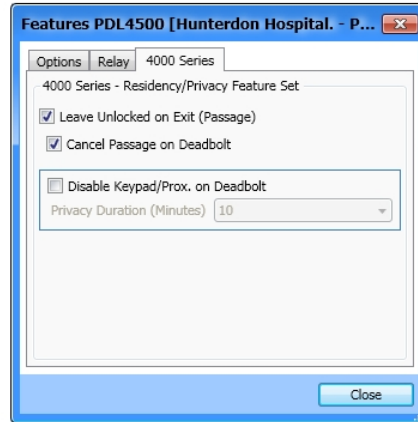 Features PDL4500 [Hunterdon Hospital. - P...
Options Relay 4000 Series
4000 Series - Residency/Privacy Feature Set
Leave Unlocked on Exit (Passage)
Cancel Passage on Deadbolt
Disable Keypad/Prox. on Deadbolt
Privacy Duration (Minutes) 10
Close